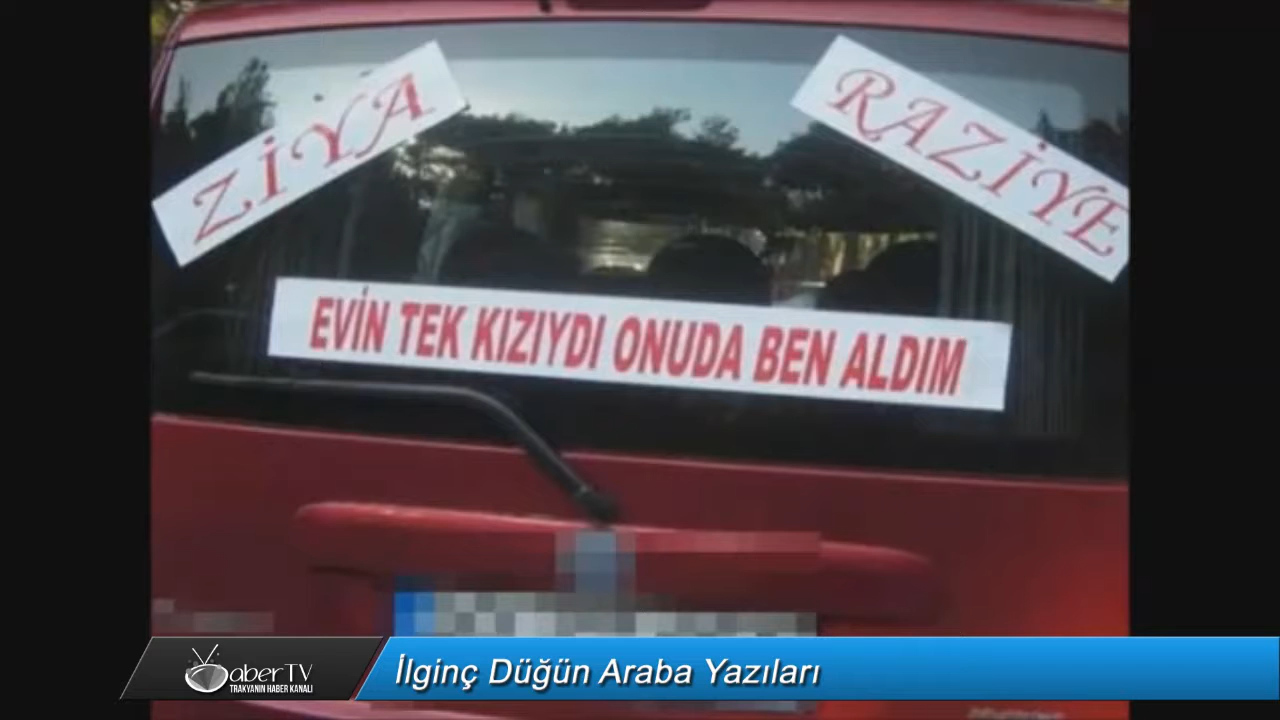 ZİYA
RAZİYE
EVİN TEK KIZIYDI ONUDA BEN ALDIM
aberTV
TRAKYANIN HABER KANALI
İlginç Düğün Araba Yazıları